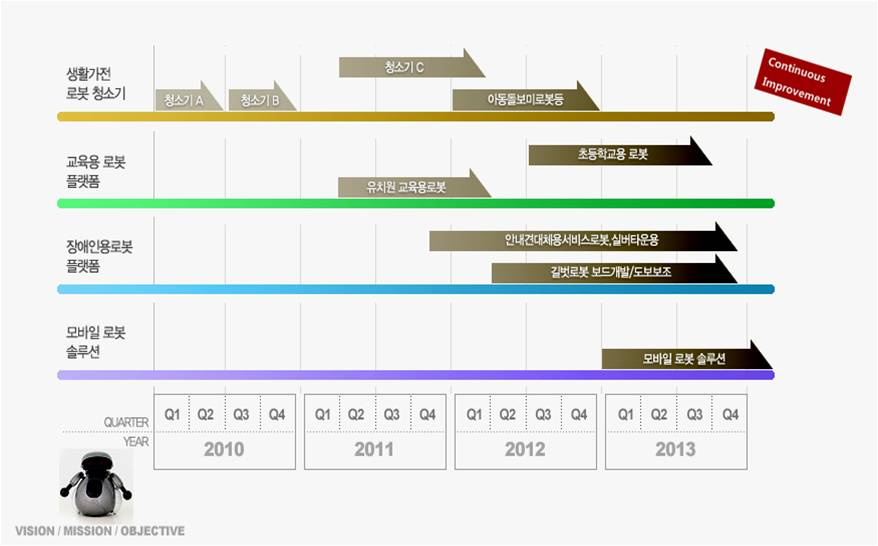 생활가전
로봇 청소기
청소기 A
청소기 B
청소기 C
아동돌보미로봇등
Continuous
Improvement
교육용 로봇
플랫폼
유치원 교육용로봇
초등학교용 로봇
장애인용로봇
플랫폼
안내견대체용서비스로봇,실버타운용
길벗로봇 보드개발/도보보조
모바일 로봇
솔루션
모바일 로봇 솔루션
QUARTER
Q1 Q2 Q3 Q4 Q1 Q2 Q3 Q4 Q1 Q2 Q3 Q4 Q1 Q2 Q3 Q4
YEAR
2010 2011 2012 2013
VISION / MISSION / OBJECTIVE